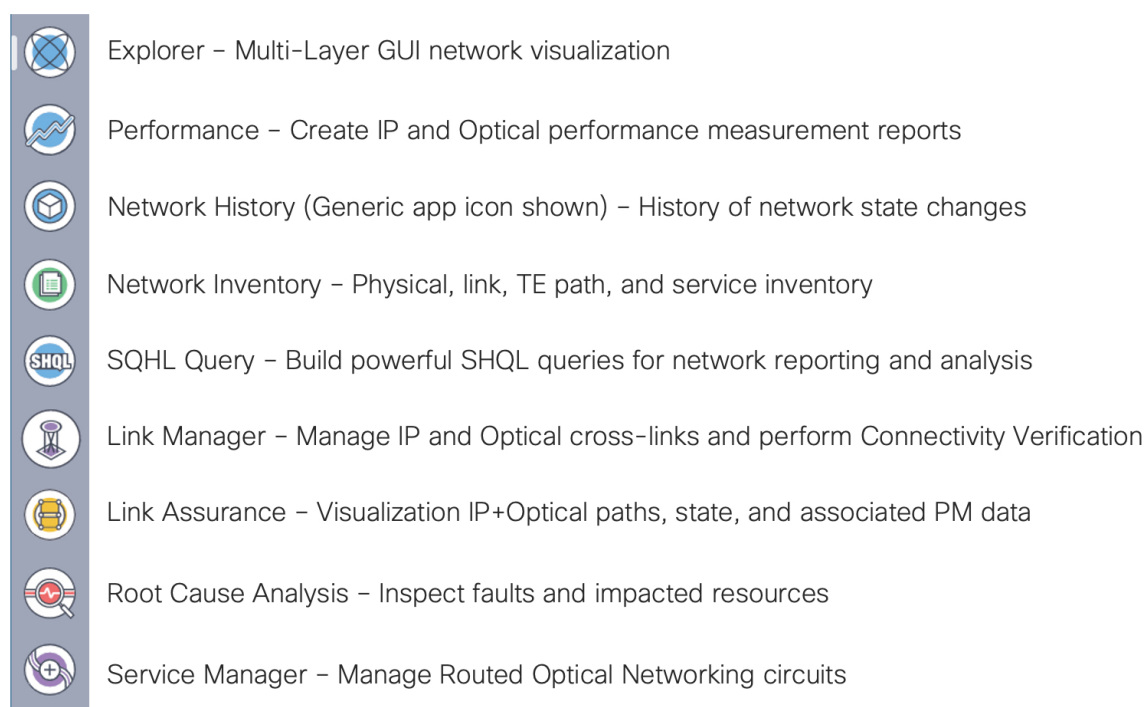 Explorer – Multi-Layer GUI network visualization
Performance – Create IP and Optical performance measurement reports
Network History (Generic app icon shown) – History of network state changes
Network Inventory – Physical, link, TE path, and service inventory
SHQL
SQHL Query – Build powerful SHQL queries for network reporting and analysis
Link Manager – Manage IP and Optical cross-links and perform Connectivity Verification
Link Assurance – Visualization IP+Optical paths, state, and associated PM data
Root Cause Analysis – Inspect faults and impacted resources
Service Manager – Manage Routed Optical Networking circuits